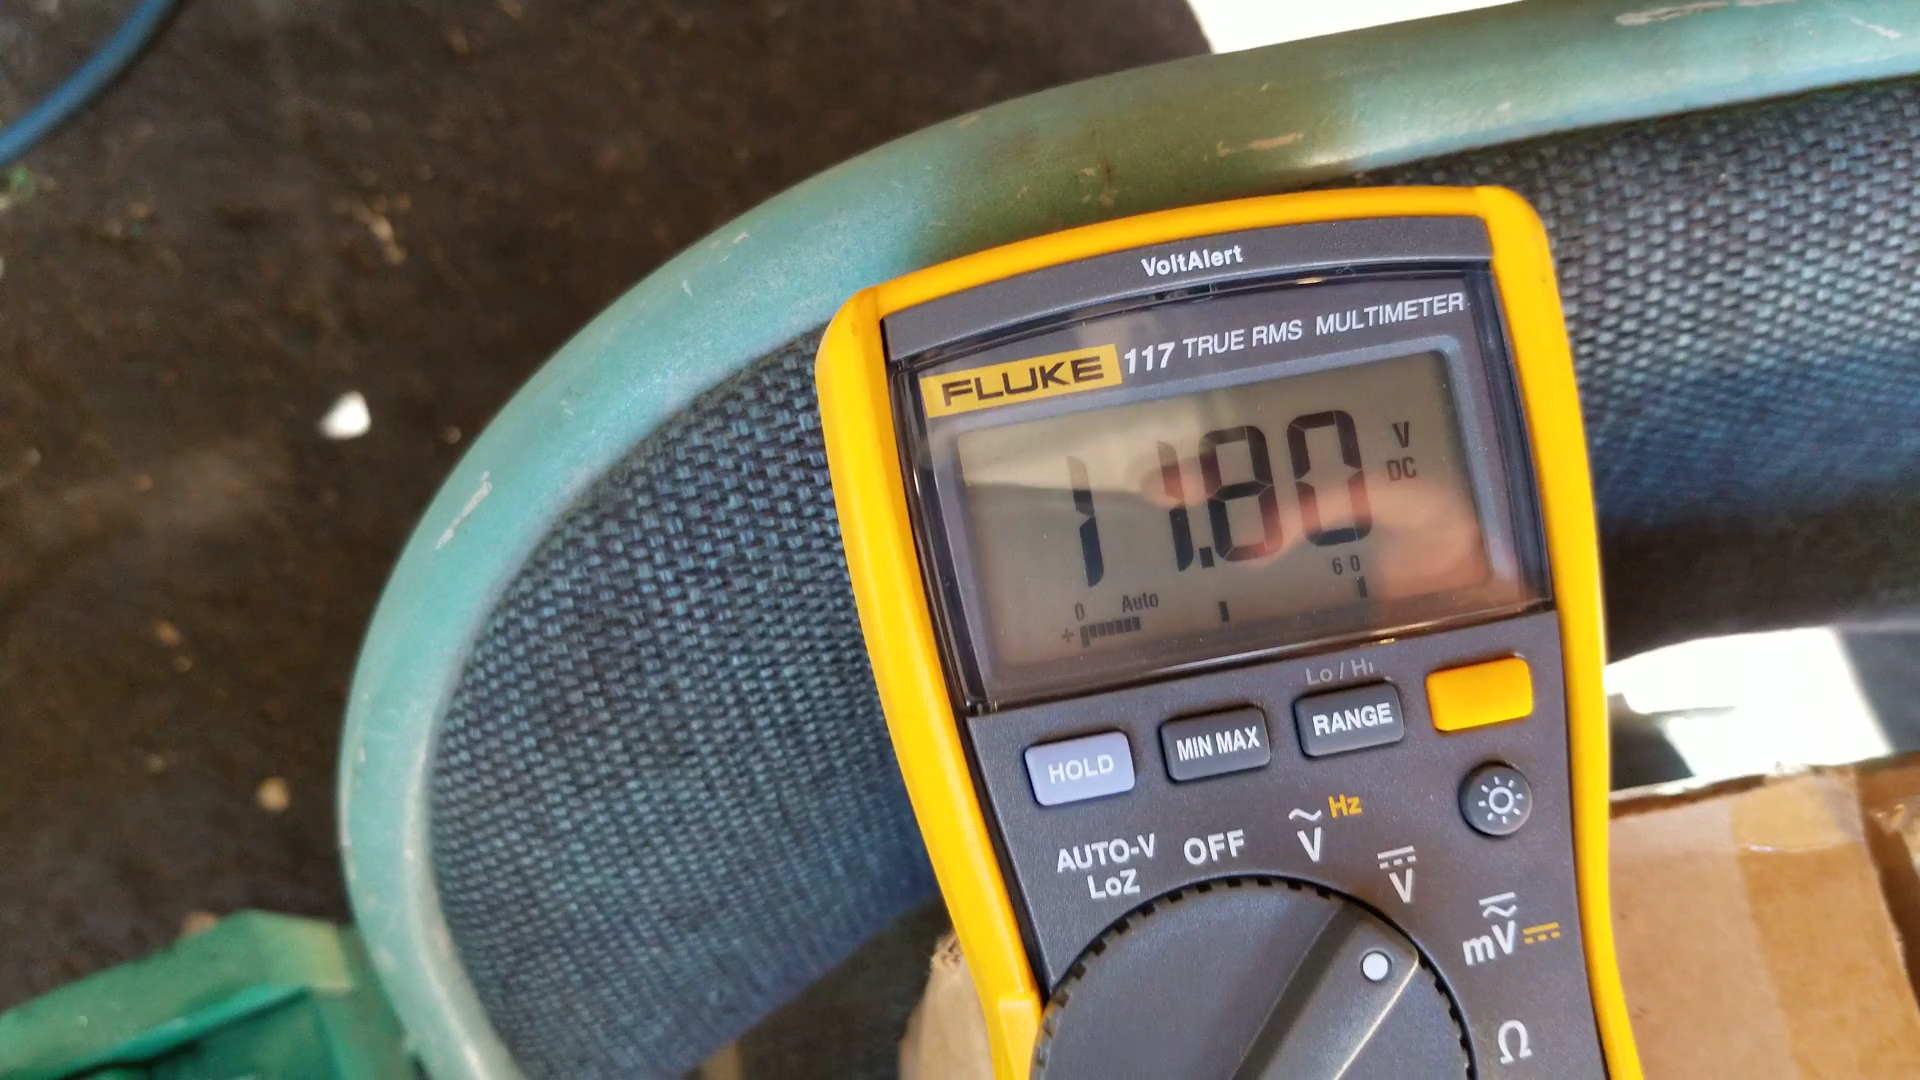 VoltAlert
FLUKE 117 TRUE RMS MULTIMETER
11.80 V DC
60
0 Auto
+
Lo / Hi
HOLD MIN MAX RANGE
AUTO-V LoZ
OFF
Hz
V
V
mV
Ω